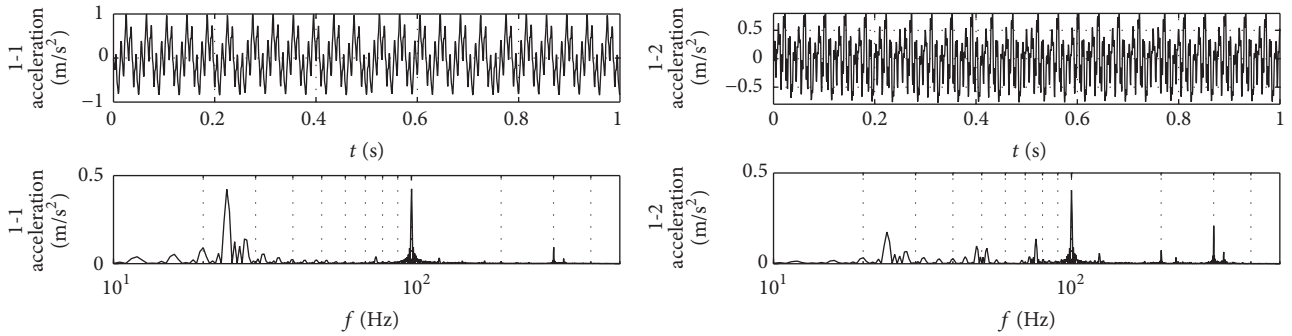 1-1
acceleration
(m/s²)
1
0
−1
0 0.2 0.4 0.6 0.8 1
t (s)
1-1
acceleration
(m/s²)
0.5
0
10¹ 10²
f (Hz)
1-2
acceleration
(m/s²)
0.5
0
−0.5
0 0.2 0.4 0.6 0.8 1
t (s)
1-2
acceleration
(m/s²)
0.5
0
10¹ 10²
f (Hz)